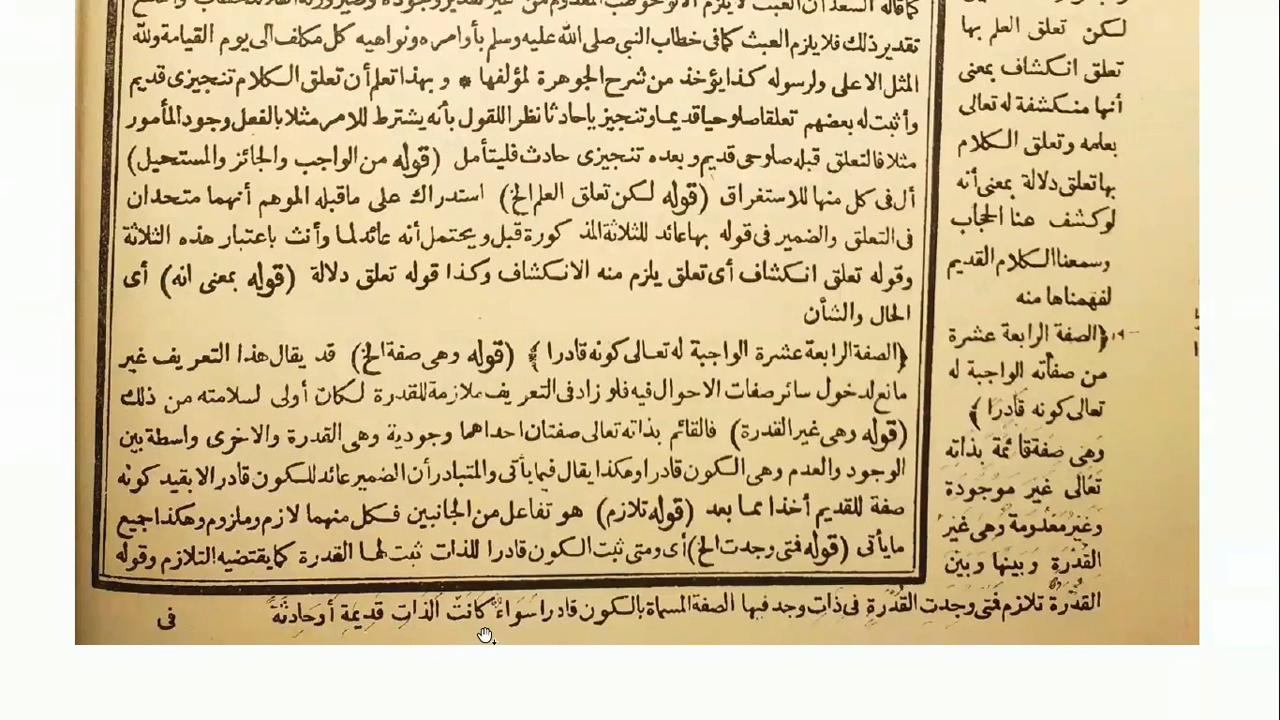 تقدير ذلك فلا يلزم العبث كما فى خطاب النبى صلى الله عليه وسلم بأوامره ونواهيه كل مكلف الى يوم القيامة ولله
المثل الاعلى ولرسوله كذا يؤخذ من شرح الجوهرة لمؤلفها * وبهذا تعلم أن تعلق الكلام تنجيزى قديم
وأثبت له بعضهم تعلقا صلوحيا قديما وتنجيزيا حادثا نظرا للقول بأنه يشترط للامر مثلا بالفعل وجود المأمور
مثلا فالتعلق قبله صلوحى قديم وبعده تنجيزى حادث فليتأمل (قوله من الواجب والجائز والمستحيل)
أل فى كل منها للاستغراق (قوله لكن تعلق العلم الخ) استدراك على ما قبله الموهم أنهما متحدان
فى التعلق والضمير فى قوله بها عائد للثلاثة المذكورة قبل ويحتمل أنه عائد لما وأنث باعتبار هذه الثلاثة
وقوله تعلق انكشاف أى تعلق يلزم منه الانكشاف وكذا قوله تعلق دلالة (قوله بمعنى انه) أى
الحال والشأن
﴿الصفة الرابعة عشرة الواجبة له تعالى كونه قادرا﴾ (قوله وهى صفة الخ) قد يقال هذا التعريف غير
مانع لدخول سائر صفات الاحوال فيه فلو زاد فى التعريف ملازمة للقدرة لكان أولى لسلامته من ذلك
(قوله وهى غير القدرة) فالقائم بذاته تعالى صفتان احداهما وجودية وهى القدرة والاخرى واسطة بين
الوجود والعدم وهى الكون قادرا وهكذا يقال فيما يأتى والمتبادر أن الضمير عائد للكون قادرا لا بقيد كونه
صفة للقديم أخذا مما بعد (قوله تلازم) هو تفاعل من الجانبين فكل منهما لازم وملزوم وهكذا جميع
ما يأتى (قوله فمتى وجدت الخ) أى ومتى ثبت الكون قادرا للذات ثبت لها القدرة كما يقتضيه التلازم وقوله
لكن تعلق العلم بها
تعلق انكشاف بمعنى
أنها منكشفة له تعالى
بعلمه وتعلق الكلام
بها تعلق دلالة بمعنى أنه
لو كشف عنا الحجاب
وسمعنا الكلام القديم
لفهمناها منه
﴿الصفة الرابعة عشرة
من صفاته الواجبة له
تعالى كونه قادرا﴾
وهى صفة قائمة بذاته
تعالى غير موجودة
وغير معدومة وهى غير
القدرة وبينها وبين
القدرة تلازم فمتى وجدت القدرة فى ذات وجد فيها الصفة المسماة بالكون قادرا سواء كانت الذات قديمة أو حادثة
فى